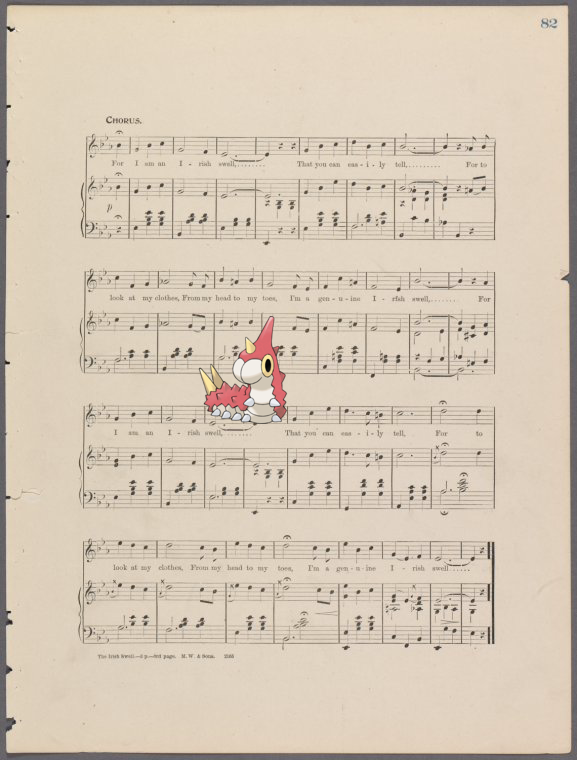 82
CHORUS.
For I am an I - rish swell,........ That you can eas - i - ly tell,......... For to
p
look at my clothes, From my head to my toes, I'm a gen - u - ine I - rish swell,........ For
I am an I - rish swell,........ That you can eas - i - ly tell, For to
look at my clothes, From my head to my toes, I'm a gen - u - ine I - rish swell.....
The Irish Swell.—3 p.—3rd page. M. W. & Sons.